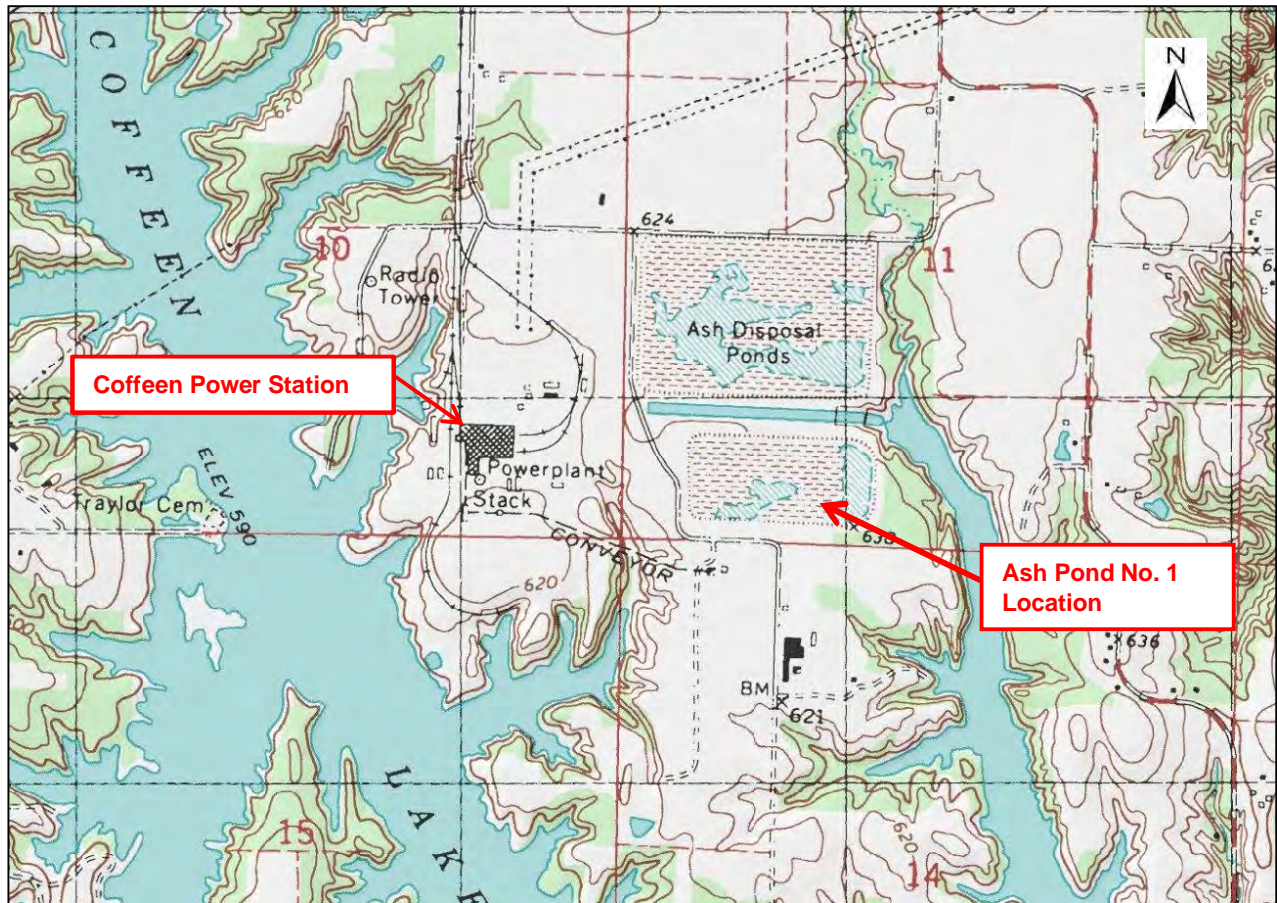 COFFEEN
N
620
624
10
11
Radio
Tower
Ash Disposal
Ponds
Coffeen Power Station
ELEV 590
Powerplant
Stack
Traylor Cem
CONVEYOR
Ash Pond No. 1
Location
620
636
BM
621
LAKE
15
14
620